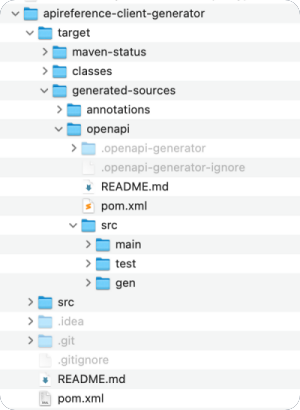 apireference-client-generator
target
maven-status
classes
generated-sources
annotations
openapi
.openapi-generator
.openapi-generator-ignore
README.md
pom.xml
src
main
test
gen
src
.idea
.git
.gitignore
README.md
pom.xml